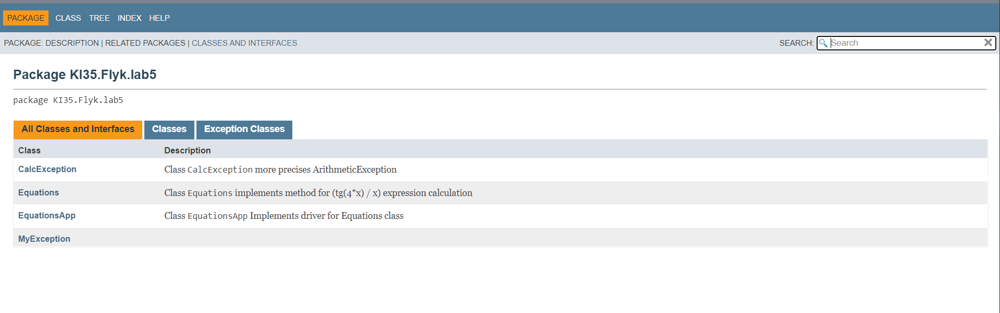 PACKAGE CLASS TREE INDEX HELP
PACKAGE: DESCRIPTION | RELATED PACKAGES | CLASSES AND INTERFACES SEARCH: Search
Package KI35.Flyk.lab5
package KI35.Flyk.lab5
All Classes and Interfaces Classes Exception Classes
Class Description
CalcException Class CalcException more precises ArithmeticException
Equations Class Equations implements method for (tg(4*x) / x) expression calculation
EquationsApp Class EquationsApp Implements driver for Equations class
MyException